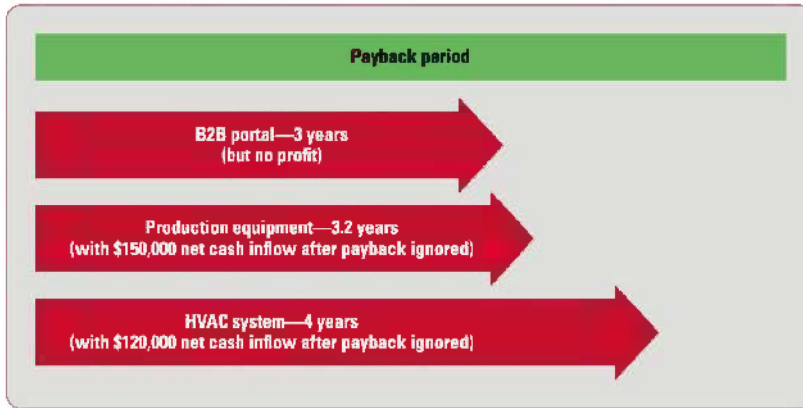 Payback period
B2B portal—3 years
(but no profit)
Production equipment—3.2 years
(with $150,000 net cash inflow after payback ignored)
HVAC system—4 years
(with $120,000 net cash inflow after payback ignored)